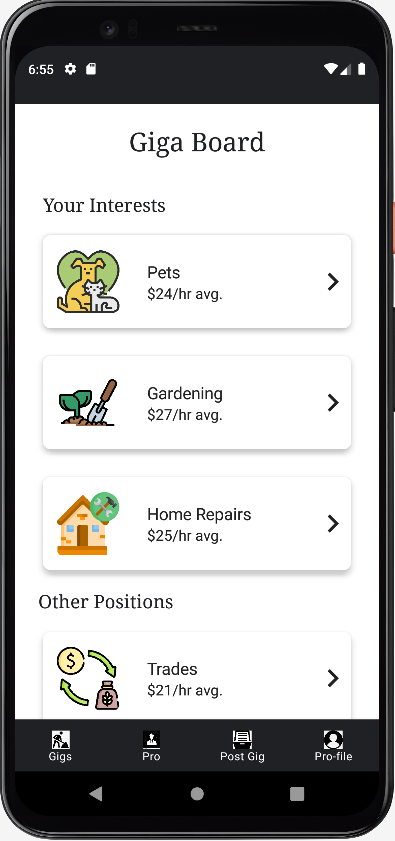 6:55
Giga Board
Your Interests
Pets
$24/hr avg.
Gardening
$27/hr avg.
Home Repairs
$25/hr avg.
Other Positions
$
Trades
$21/hr avg.
Gigs
Pro
Post Gig
Pro-file